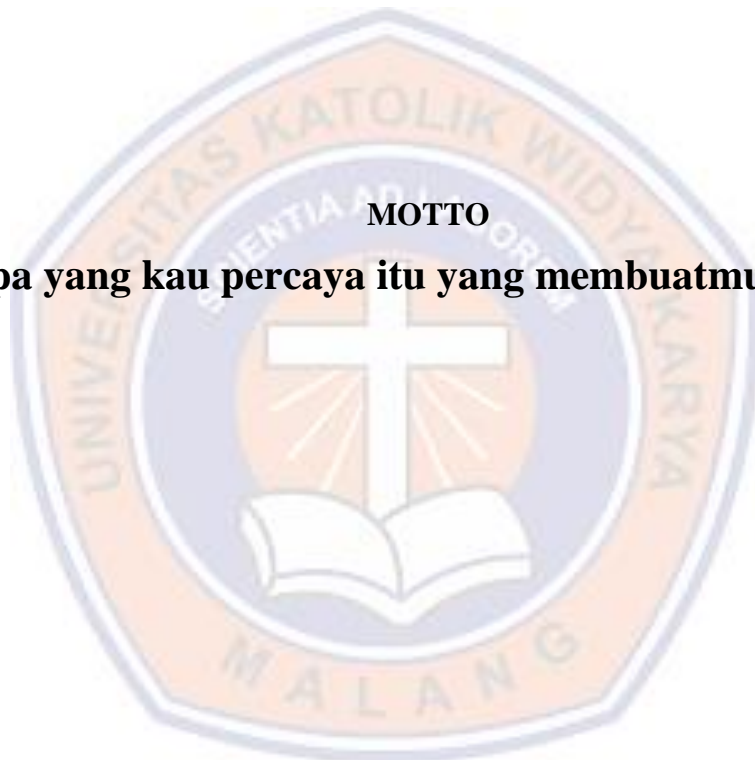 UNIVERSITAS KATOLIK WIDYA KARYA
SCIENTIA AD LABOREM
MOTTO
pa yang kau percaya itu yang membuatmu
MALANG